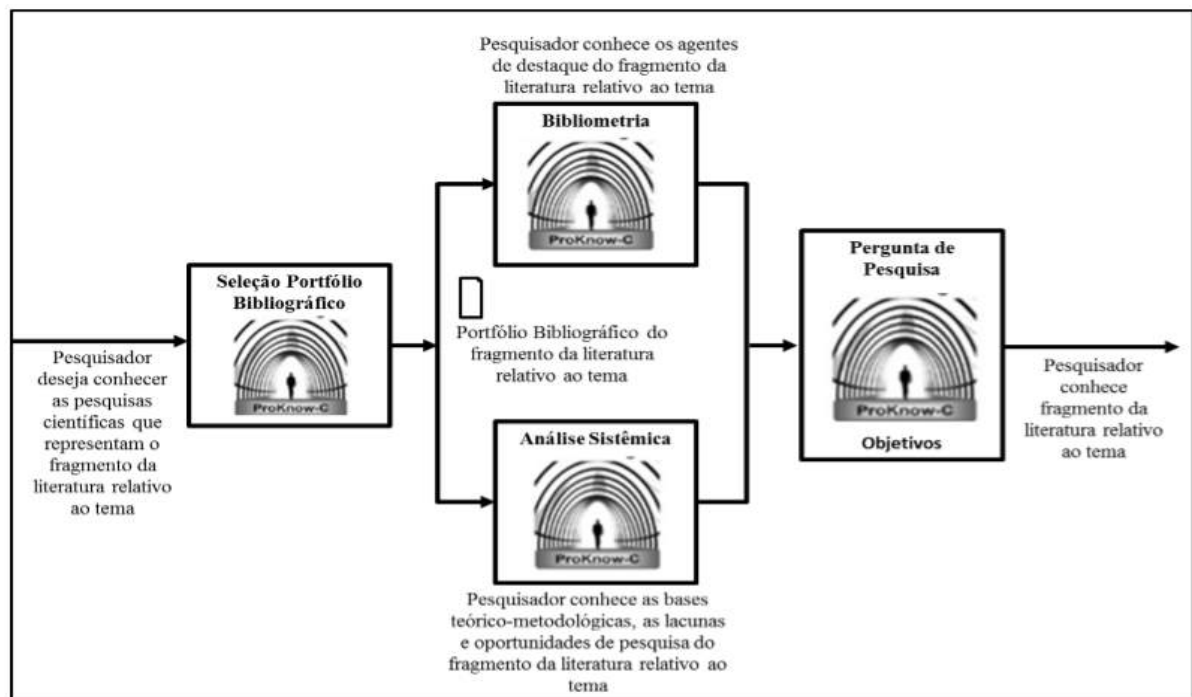 Pesquisador conhece os agentes
de destaque do fragmento da
literatura relativo ao tema
Bibliometria
ProKnow-C
Seleção Portfólio
Bibliográfico
ProKnow-C
Pesquisador
deseja conhecer
as pesquisas
científicas que
representam o
fragmento da
literatura relativo
ao tema
Portfólio Bibliográfico do
fragmento da literatura
relativo ao tema
Análise Sistêmica
ProKnow-C
Pesquisador conhece as bases
teórico-metodológicas, as lacunas
e oportunidades de pesquisa do
fragmento da literatura relativo ao
tema
Pergunta de
Pesquisa
ProKnow-C
Objetivos
Pesquisador
conhece
fragmento da
literatura relativo
ao tema